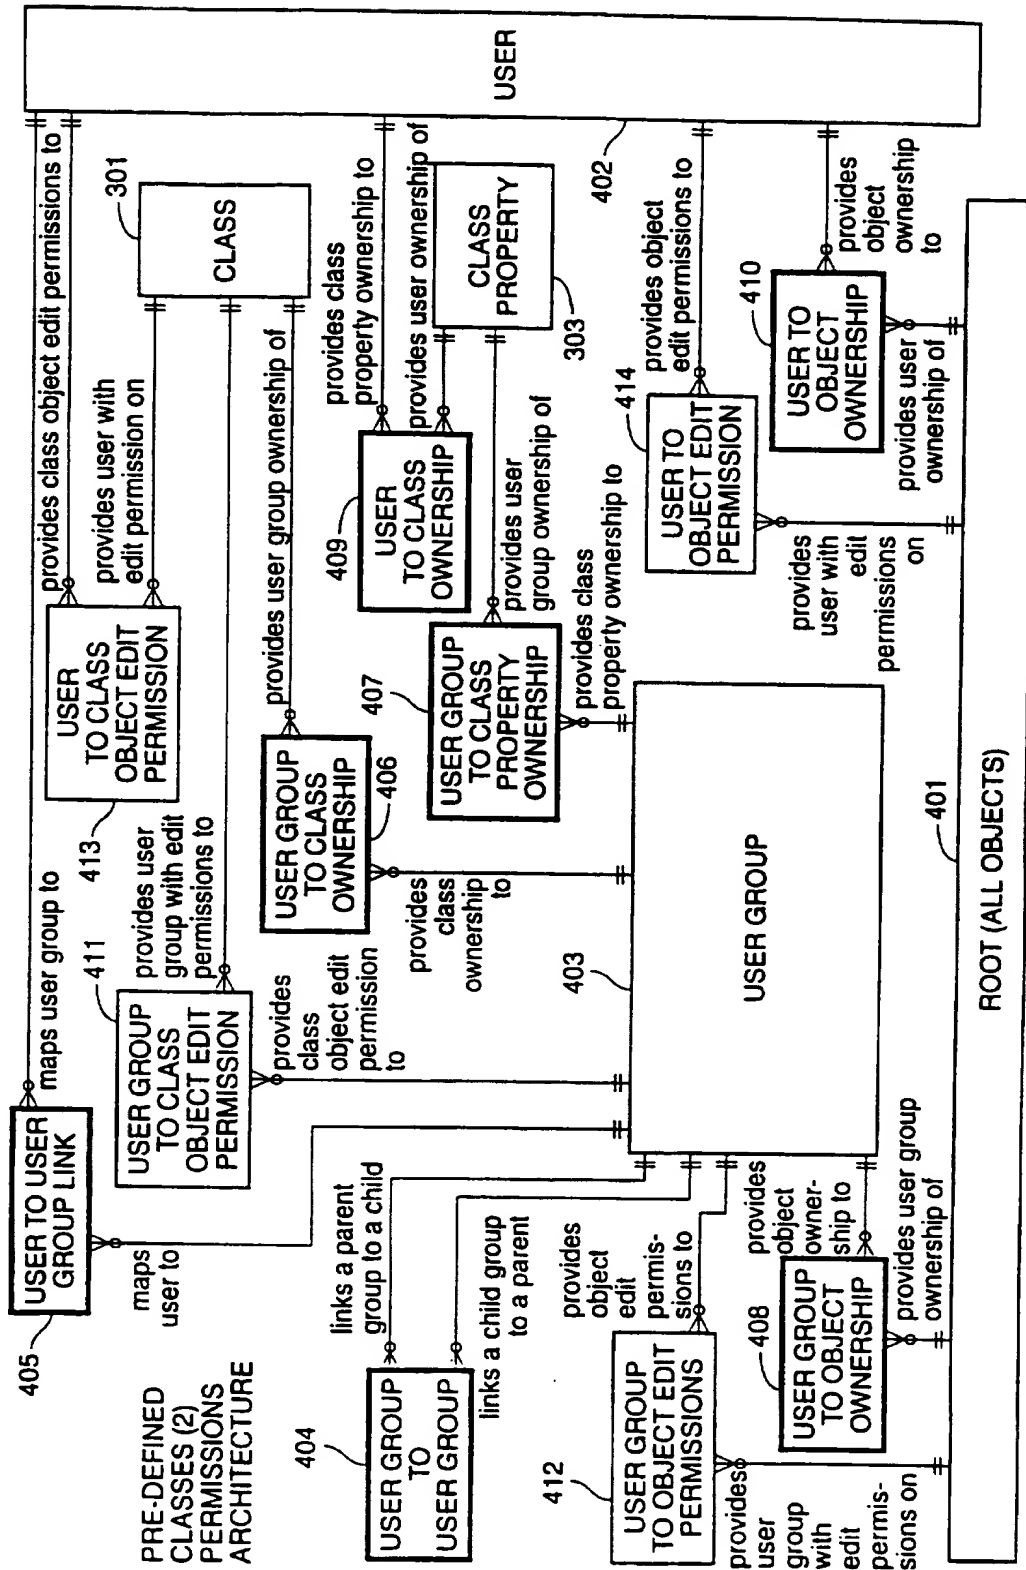 PRE-DEFINED
CLASSES (2)
PERMISSIONS
ARCHITECTURE
405
USER TO USER
GROUP LINK
maps user group to
maps
user to
404
USER GROUP
TO
USER GROUP
links a parent
group to a child
links a child group
to a parent
411
USER GROUP
TO CLASS
OBJECT EDIT
PERMISSION
provides user
group with edit
permissions to
provides
class
object edit
permission
to
413
USER
TO CLASS
OBJECT EDIT
PERMISSION
provides class object edit permissions to
provides user with
edit permission on
301
CLASS
provides user group ownership of
USER GROUP
TO CLASS
OWNERSHIP
406
provides
class
ownership
to
409
USER
TO CLASS
OWNERSHIP
provides class
property ownership to
provides user ownership of
CLASS
PROPERTY
303
407
USER GROUP
TO CLASS
PROPERTY
OWNERSHIP
provides user
group ownership of
provides class
property ownership to
USER
402
403
USER GROUP
412
USER GROUP
TO OBJECT EDIT
PERMISSIONS
provides
object
edit
permis-
sions to
provides
user
group
with
edit
permis-
sions on
408
USER GROUP
TO OBJECT
OWNERSHIP
provides
object
owner-
ship to
provides user group
ownership of
414
USER TO
OBJECT EDIT
PERMISSION
provides object
edit permissions to
provides
user with
edit
permissions
on
410
USER TO
OBJECT
OWNERSHIP
provides
object
ownership
to
provides user
ownership of
401
ROOT (ALL OBJECTS)